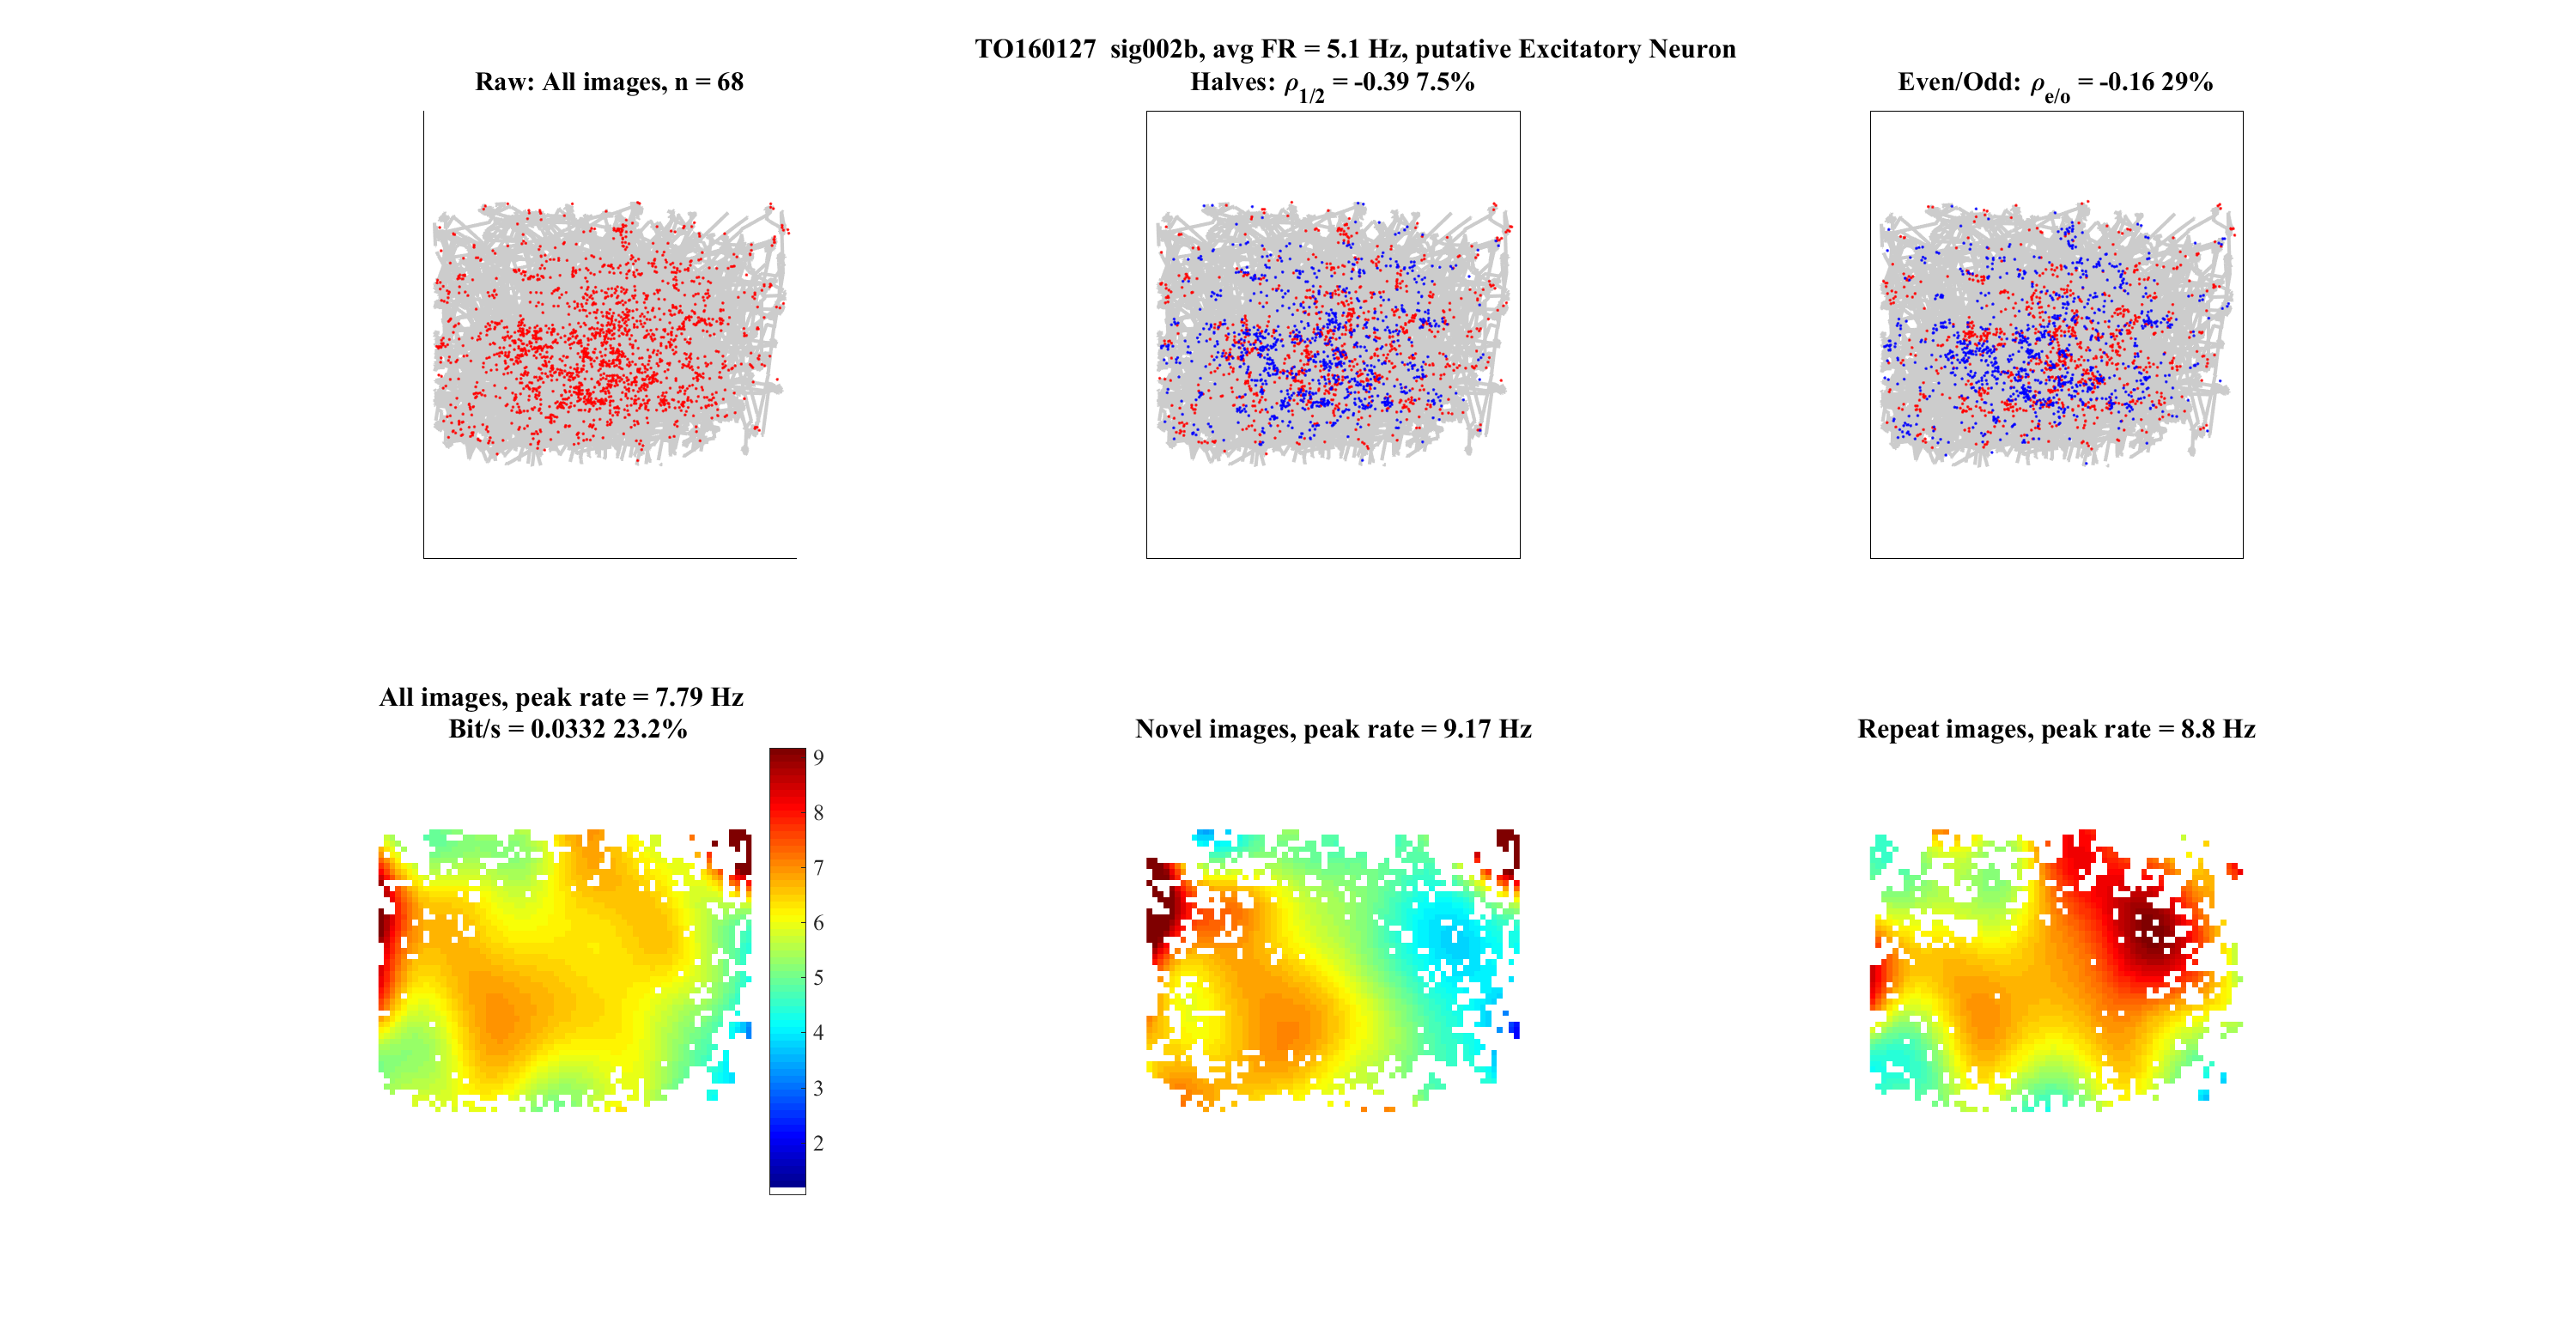 TO160127  sig002b, avg FR = 5.1 Hz, putative Excitatory Neuron
Raw: All images, n = 68
Halves: ρ1/2 = -0.39 7.5%
Even/Odd: ρe/o = -0.16 29%
All images, peak rate = 7.79 Hz
Bit/s = 0.0332 23.2%
Novel images, peak rate = 9.17 Hz
Repeat images, peak rate = 8.8 Hz
9
8
7
6
5
4
3
2